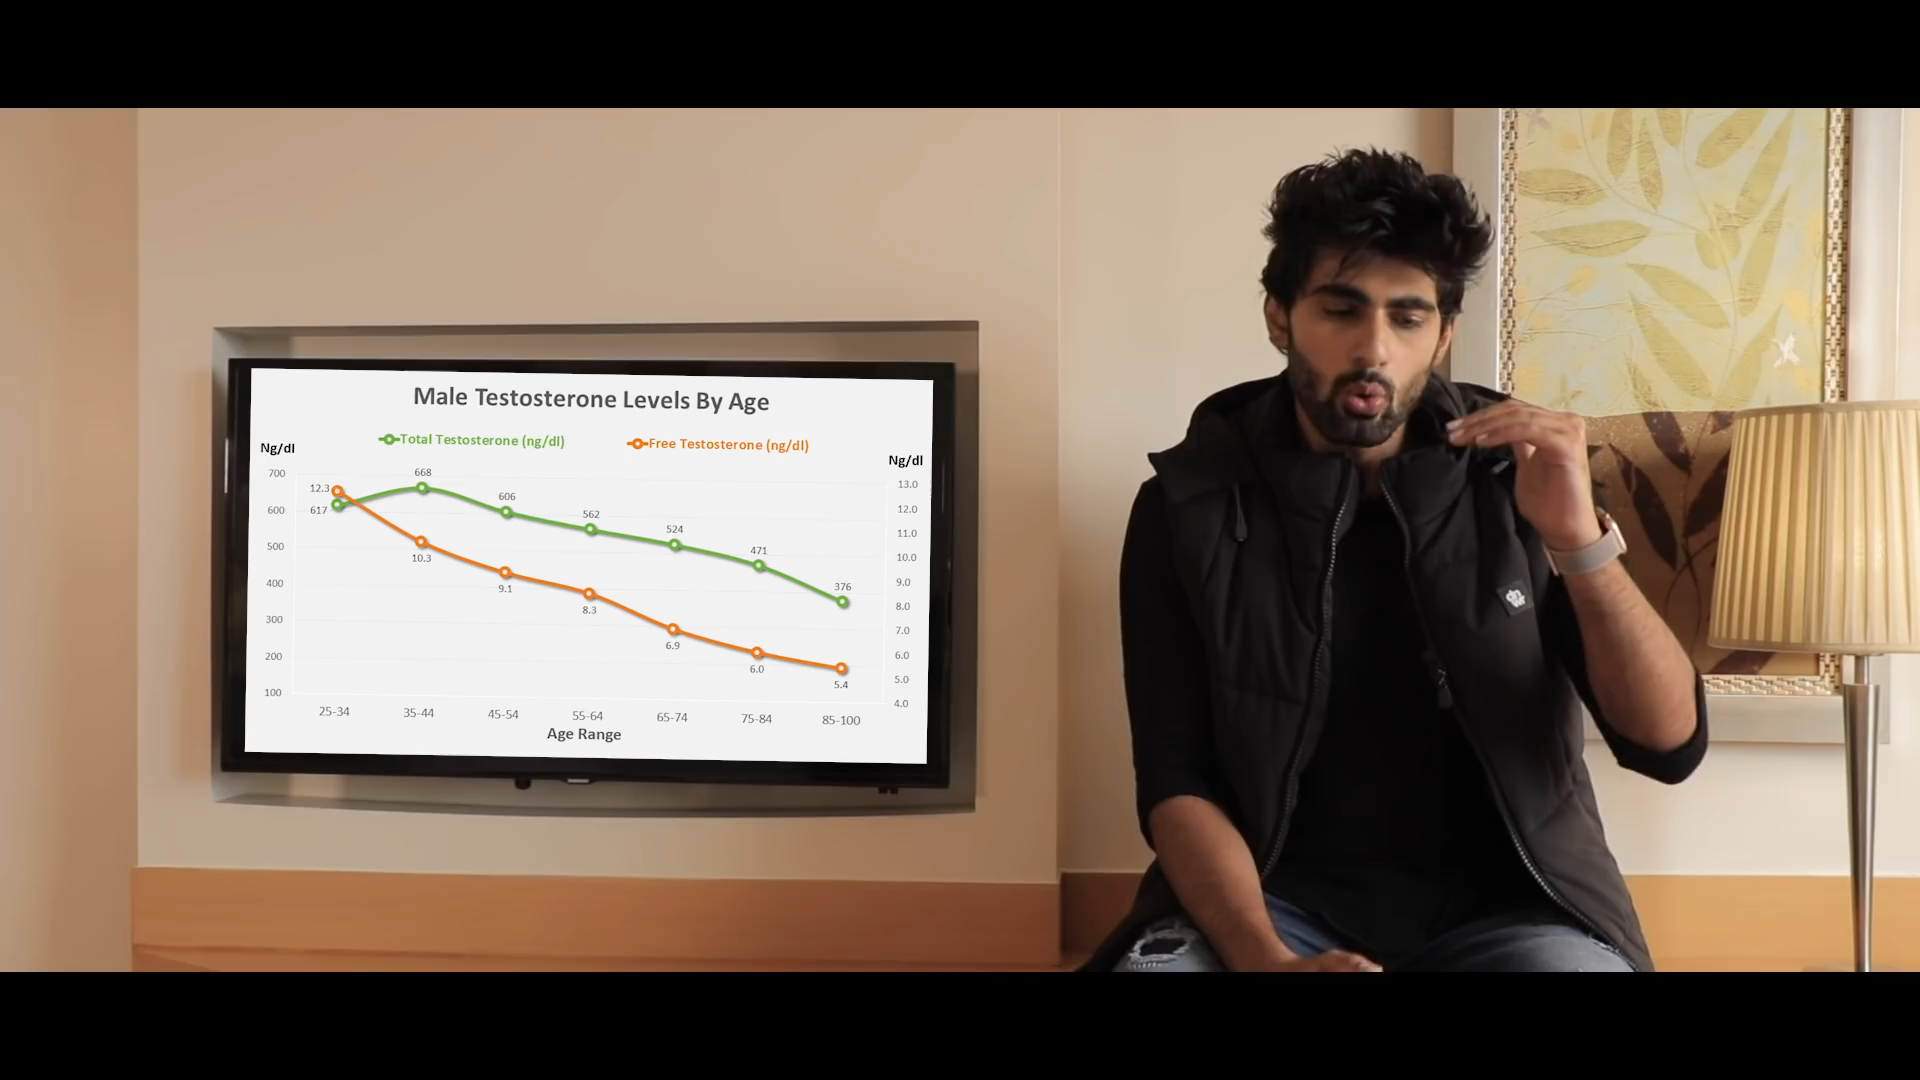 Male Testosterone Levels By Age
Total Testosterone (ng/dl) Free Testosterone (ng/dl)
Ng/dl Ng/dl
700 668 13.0
12.3 606 12.0
600 617 562 11.0
500 10.3 524 10.0
400 9.1 471 9.0
300 8.3 376 8.0
6.9 7.0
200 6.0 6.0
5.4 5.0
100 4.0
25-34 35-44 45-54 55-64 65-74 75-84 85-100
Age Range